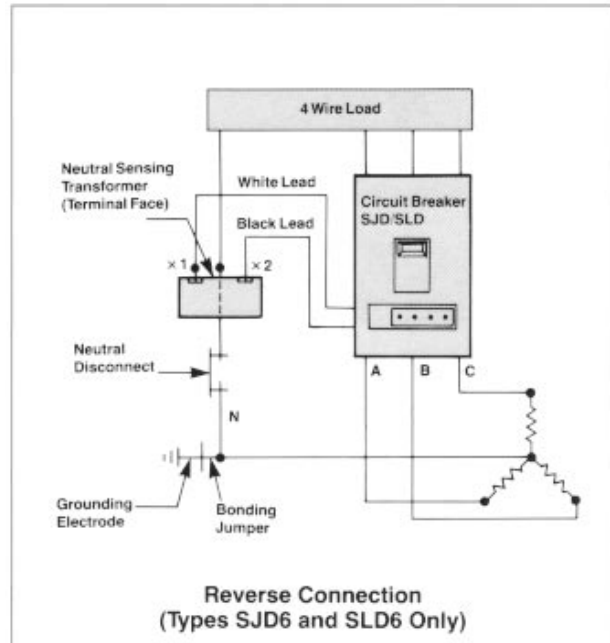 4 Wire Load
Neutral Sensing
Transformer
(Terminal Face)
White Lead
Black Lead
Circuit Breaker
SJD/SLD
×1
×2
Neutral
Disconnect
A
B
C
N
Grounding
Electrode
Bonding
Jumper
Reverse Connection
(Types SJD6 and SLD6 Only)